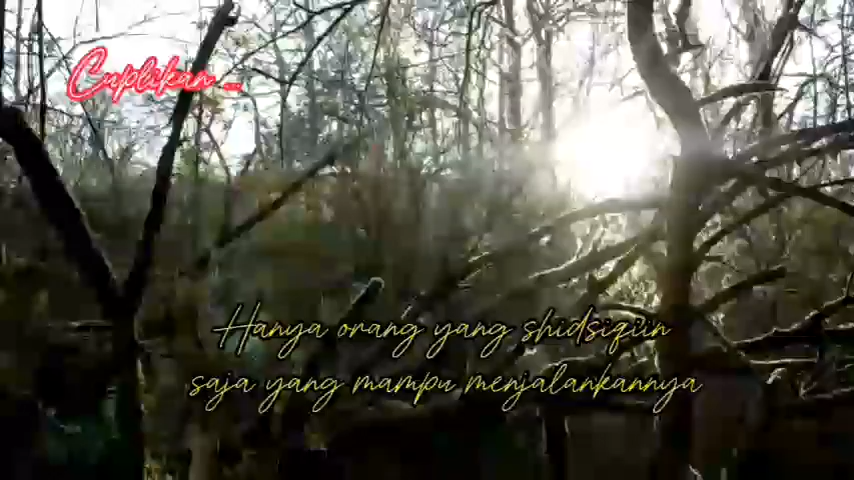 Cuplikan ...
Hanya orang yang shidsiqiin
saja yang mampu menjalankannya